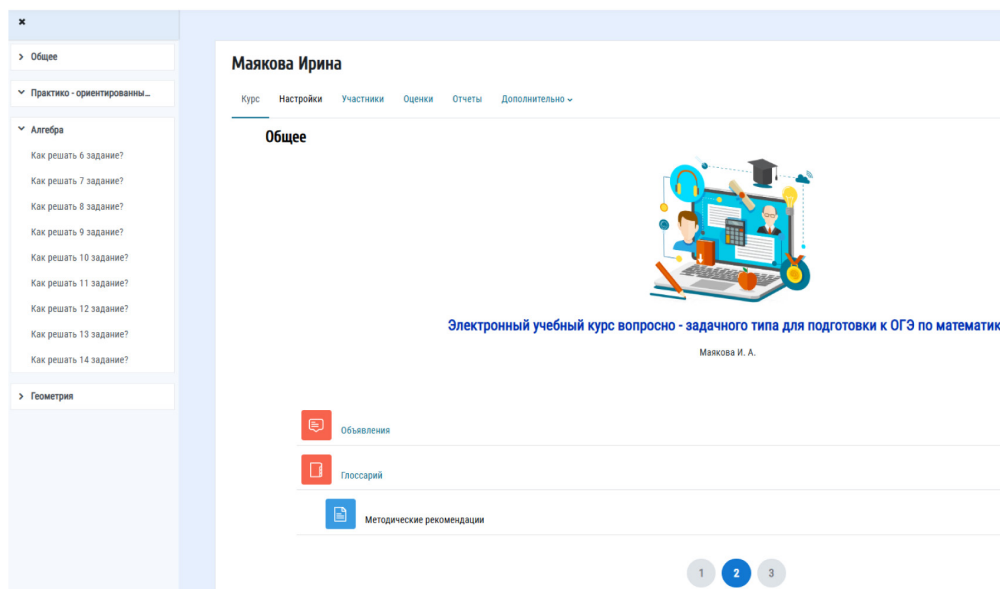 ✖
Общее
Практико - ориентированны...
Алгебра
Как решать 6 задание?
Как решать 7 задание?
Как решать 8 задание?
Как решать 9 задание?
Как решать 10 задание?
Как решать 11 задание?
Как решать 12 задание?
Как решать 13 задание?
Как решать 14 задание?
Геометрия
Маякова Ирина
Курс Настройки Участники Оценки Отчеты Дополнительно
Общее
Электронный учебный курс вопросно - задачного типа для подготовки к ОГЭ по математик
Маякова И. А.
Объявления
Глоссарий
Методические рекомендации
1 2 3